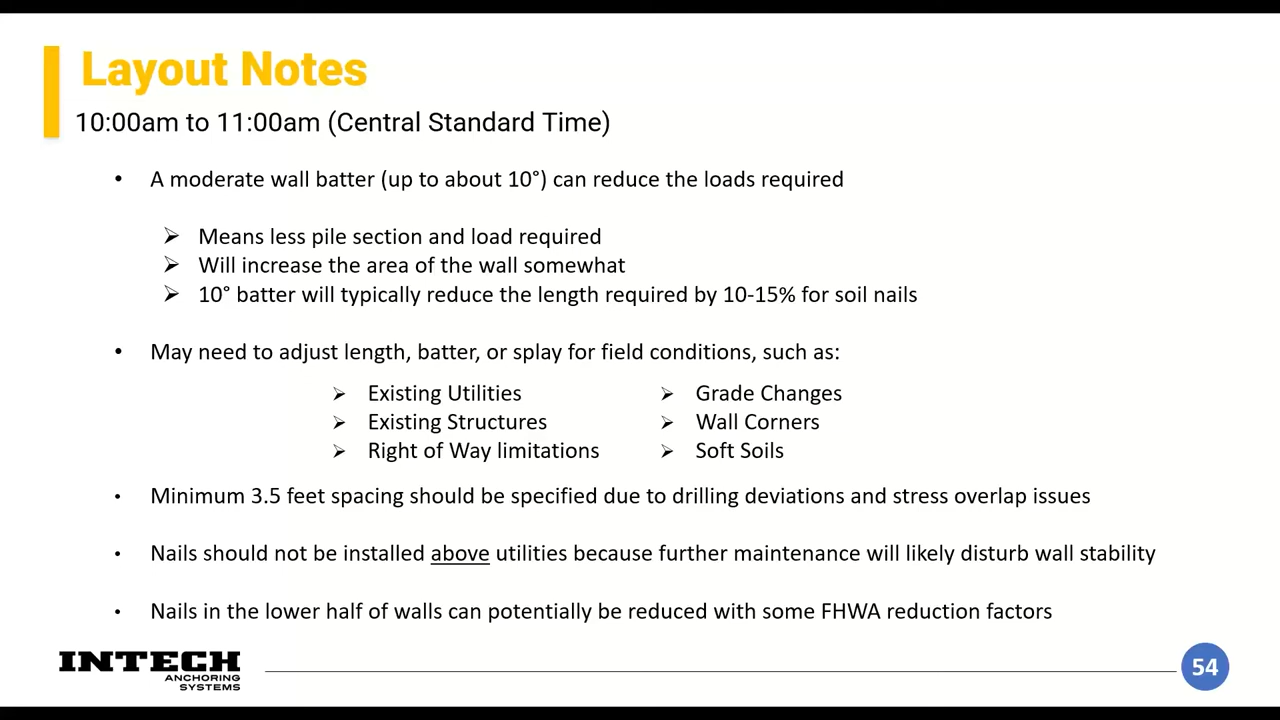 Layout Notes
10:00am to 11:00am (Central Standard Time)
• A moderate wall batter (up to about 10°) can reduce the loads required
➢ Means less pile section and load required
➢ Will increase the area of the wall somewhat
➢ 10° batter will typically reduce the length required by 10-15% for soil nails
• May need to adjust length, batter, or splay for field conditions, such as:
➢ Existing Utilities
➢ Existing Structures
➢ Right of Way limitations
➢ Grade Changes
➢ Wall Corners
➢ Soft Soils
• Minimum 3.5 feet spacing should be specified due to drilling deviations and stress overlap issues
• Nails should not be installed above utilities because further maintenance will likely disturb wall stability
• Nails in the lower half of walls can potentially be reduced with some FHWA reduction factors
INTECH
ANCHORING
SYSTEMS
54